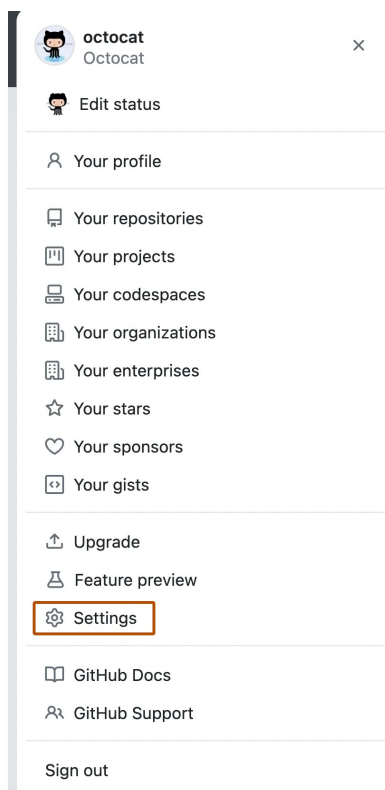 octocat
Octocat
Edit status
Your profile
Your repositories
Your projects
Your codespaces
Your organizations
Your enterprises
Your stars
Your sponsors
Your gists
Upgrade
Feature preview
Settings
GitHub Docs
GitHub Support
Sign out